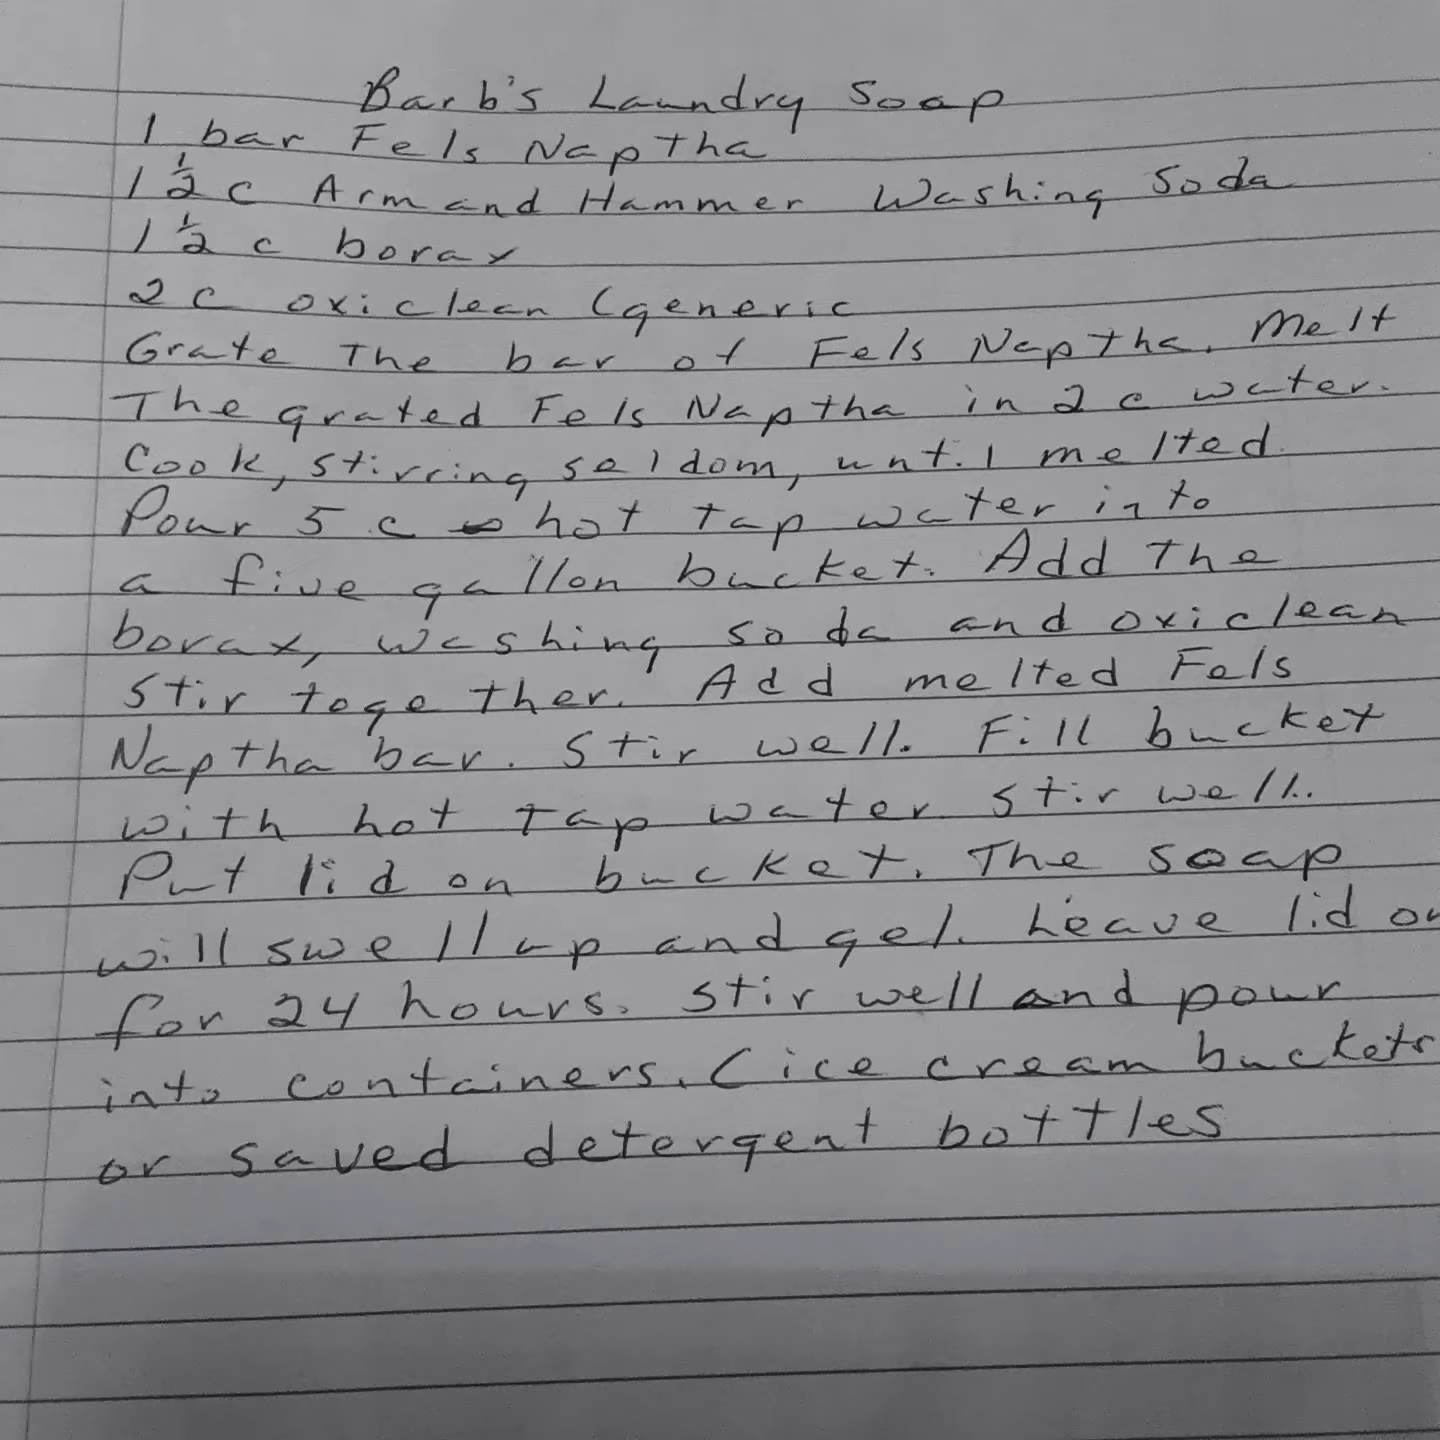 Barb's Laundry Soap
1 bar Fels Naptha
1 1/2 c Arm and Hammer Washing Soda
1 1/2 c borax
2 c oxiclean (generic
Grate The bar of Fels Naptha. Melt
The grated Fels Naptha in 2 c water.
Cook, stirring seldom, until melted.
Pour 5 c hot tap water into
a five gallon bucket. Add The
borax, washing soda and oxiclean
Stir together. Add melted Fels
Naptha bar. Stir well. Fill bucket
with hot tap water stir well.
Put lid on bucket. The soap
will swell up and gel. Leave lid on
for 24 hours. Stir well and pour
into containers. (ice cream buckets
or saved detergent bottles